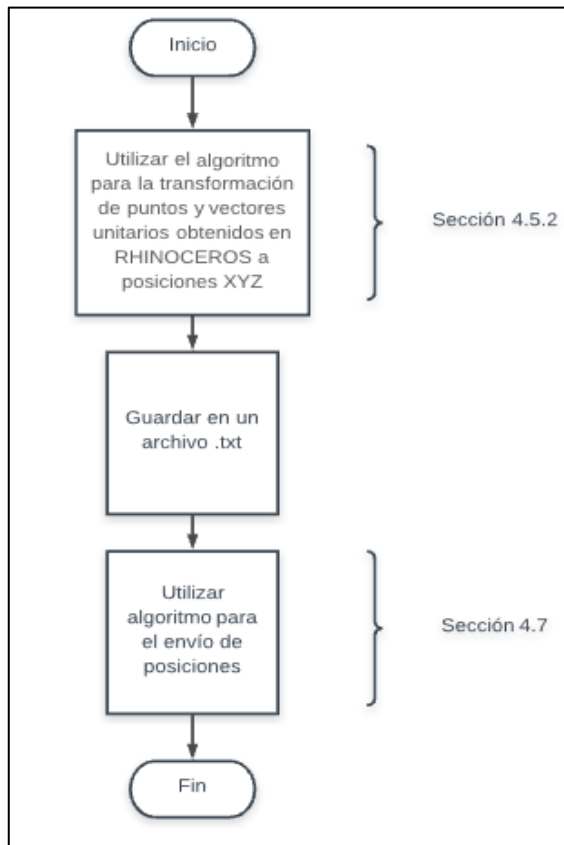 Inicio
Utilizar el algoritmo
para la transformación
de puntos y vectores
unitarios obtenidos en
RHINOCEROS a
posiciones XYZ
Sección 4.5.2
Guardar en un
archivo .txt
Utilizar
algoritmo para
el envío de
posiciones
Sección 4.7
Fin